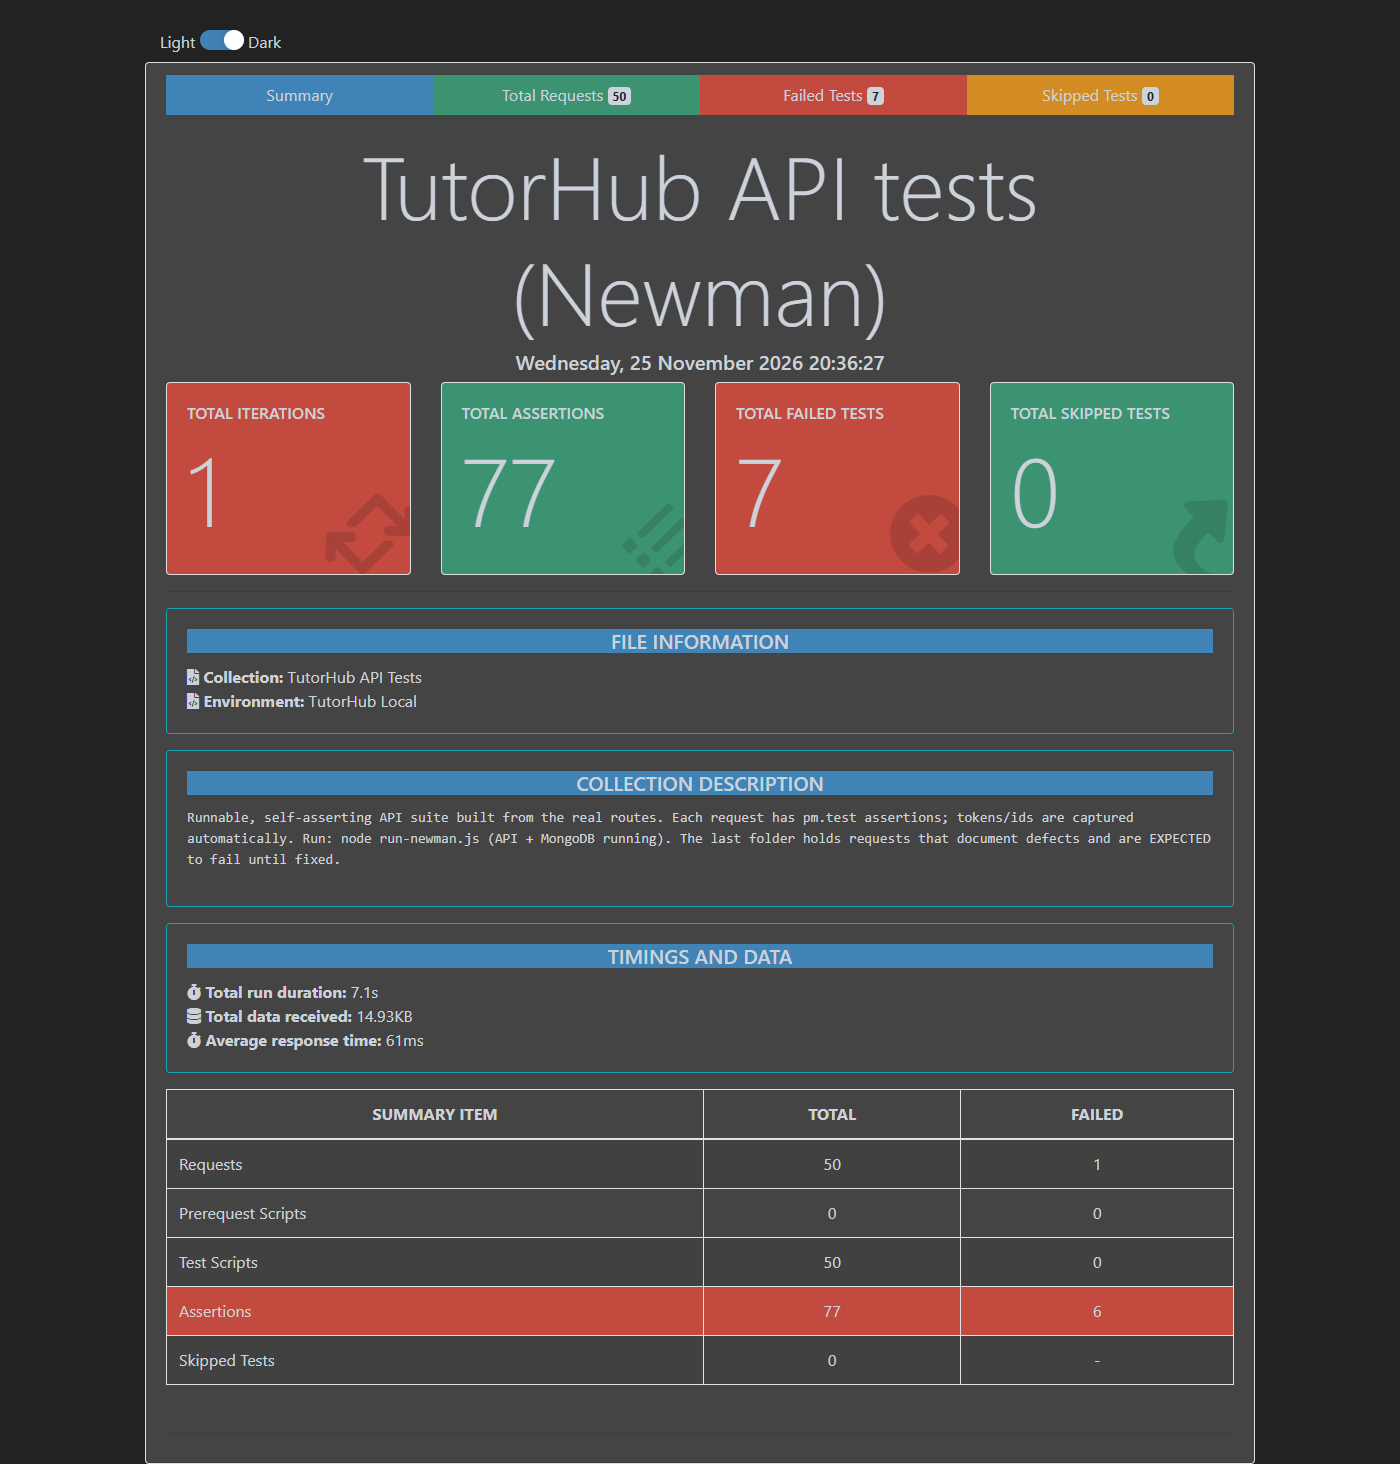 Light Dark
Summary Total Requests 50 Failed Tests 7 Skipped Tests 0
TutorHub API tests
(Newman)
Wednesday, 25 November 2026 20:36:27
TOTAL ITERATIONS
1
TOTAL ASSERTIONS
77
TOTAL FAILED TESTS
7
TOTAL SKIPPED TESTS
0
FILE INFORMATION
Collection: TutorHub API Tests
Environment: TutorHub Local
COLLECTION DESCRIPTION
Runnable, self-asserting API suite built from the real routes. Each request has pm.test assertions; tokens/ids are captured
automatically. Run: node run-newman.js (API + MongoDB running). The last folder holds requests that document defects and are EXPECTED
to fail until fixed.
TIMINGS AND DATA
Total run duration: 7.1s
Total data received: 14.93KB
Average response time: 61ms
SUMMARY ITEM TOTAL FAILED
Requests 50 1
Prerequest Scripts 0 0
Test Scripts 50 0
Assertions 77 6
Skipped Tests 0 -